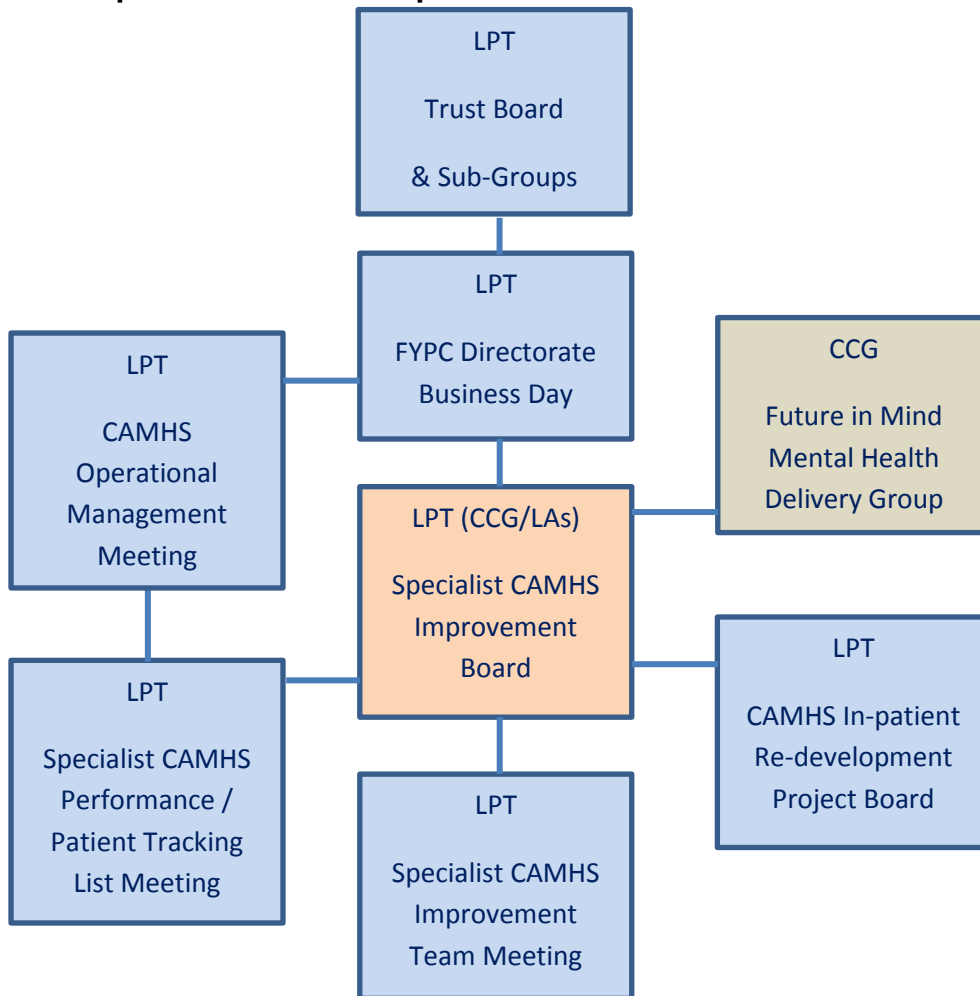 LPT
Trust Board
& Sub-Groups
LPT
FYPC Directorate
Business Day
LPT
CAMHS
Operational
Management
Meeting
CCG
Future in Mind
Mental Health
Delivery Group
LPT (CCG/LAs)
Specialist CAMHS
Improvement
Board
LPT
Specialist CAMHS
Performance /
Patient Tracking
List Meeting
LPT
CAMHS In-patient
Re-development
Project Board
LPT
Specialist CAMHS
Improvement
Team Meeting